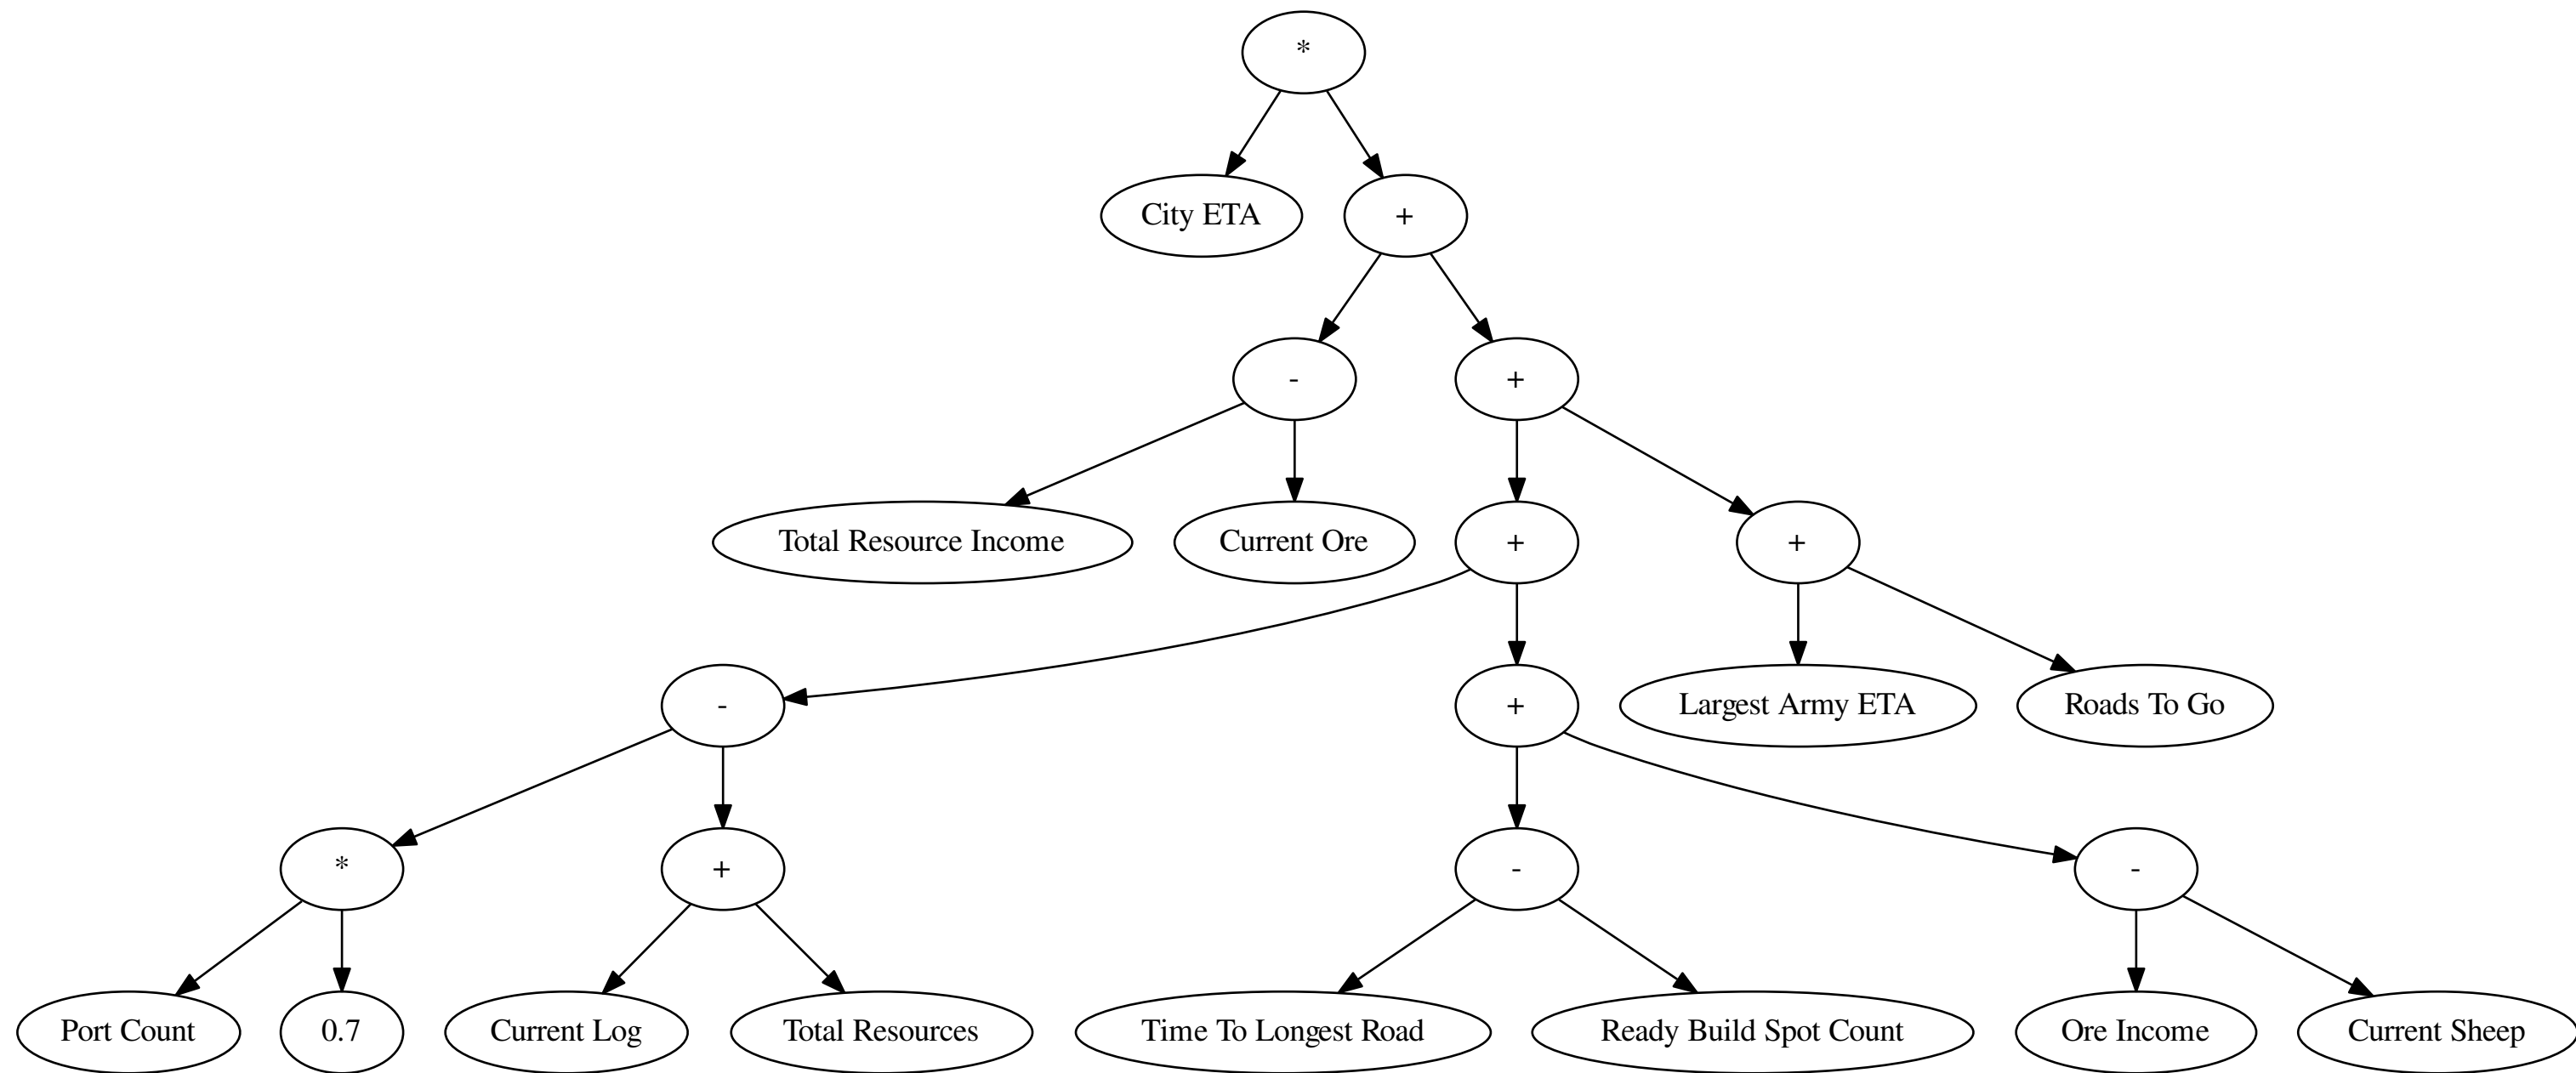 *
City ETA
+
-
+
Total Resource Income
Current Ore
+
+
-
+
Largest Army ETA
Roads To Go
*
+
-
-
Port Count
0.7
Current Log
Total Resources
Time To Longest Road
Ready Build Spot Count
Ore Income
Current Sheep